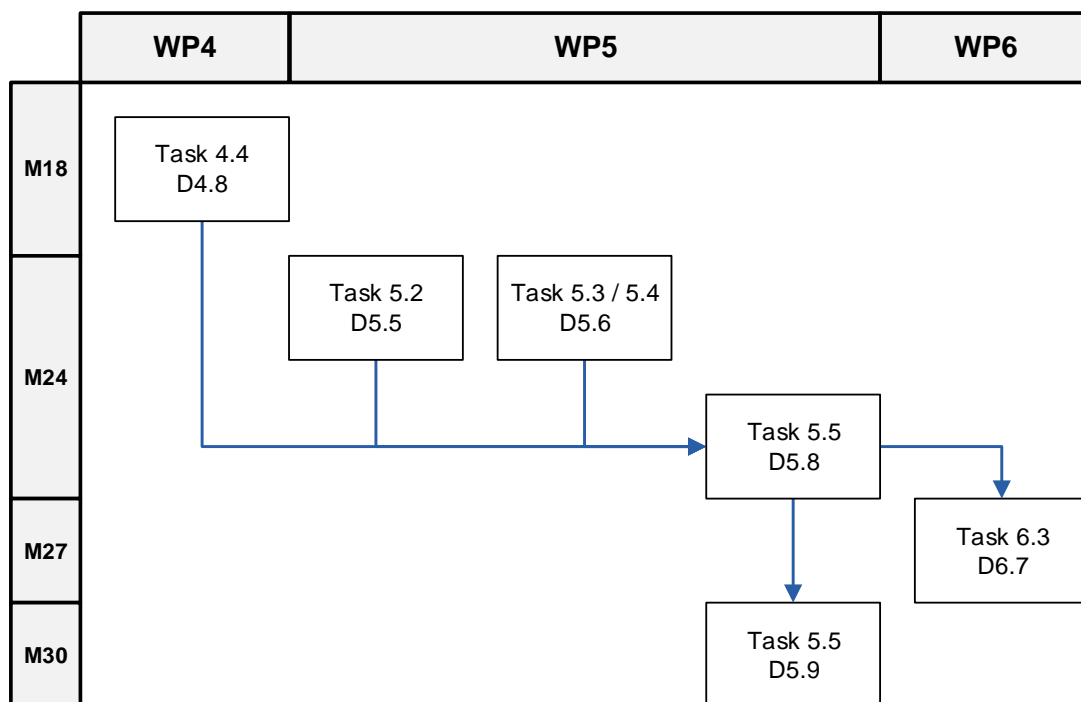 WP4
WP5
WP6
M18
Task 4.4
D4.8
M24
Task 5.2
D5.5
Task 5.3 / 5.4
D5.6
Task 5.5
D5.8
M27
Task 6.3
D6.7
M30
Task 5.5
D5.9